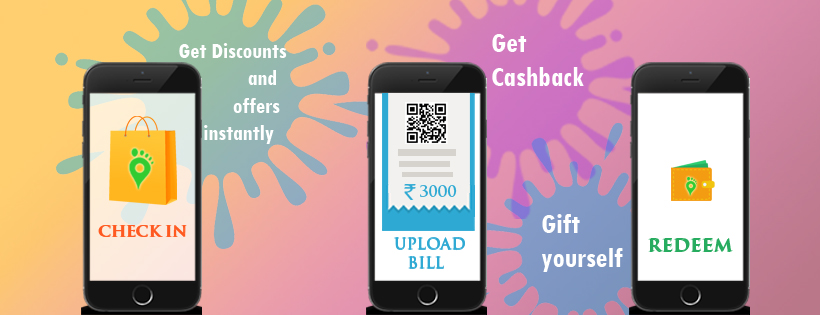 Get Discounts
and
offers
instantly
CHECK IN
₹ 3000
UPLOAD
BILL
Get
Cashback
Gift
yourself
REDEEM